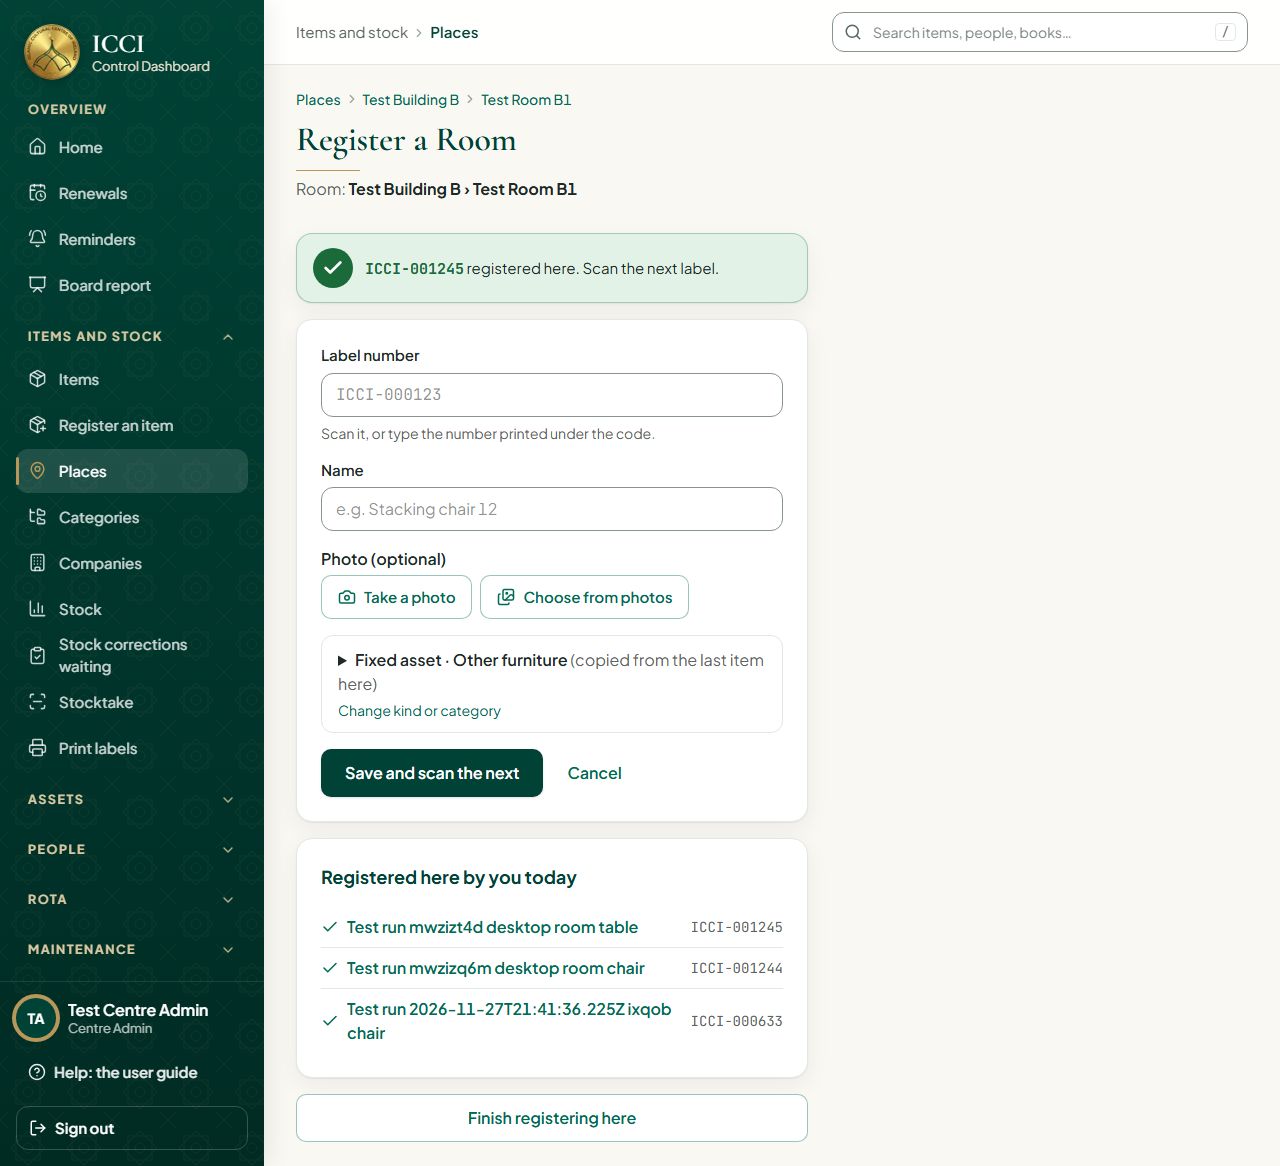 ICCI
Control Dashboard
OVERVIEW
Home
Renewals
Reminders
Board report
ITEMS AND STOCK
Items
Register an item
Places
Categories
Companies
Stock
Stock corrections
waiting
Stocktake
Print labels
ASSETS
PEOPLE
ROTA
MAINTENANCE
TA
Test Centre Admin
Centre Admin
Help: the user guide
Sign out
Items and stock > Places
Search items, people, books… /
Places > Test Building B > Test Room B1
Register a Room
Room: Test Building B › Test Room B1
ICCI-001245 registered here. Scan the next label.
Label number
ICCI-000123
Scan it, or type the number printed under the code.
Name
e.g. Stacking chair 12
Photo (optional)
Take a photo
Choose from photos
Fixed asset · Other furniture (copied from the last item
here)
Change kind or category
Save and scan the next
Cancel
Registered here by you today
Test run mwzizt4d desktop room table ICCI-001245
Test run mwzizq6m desktop room chair ICCI-001244
Test run 2026-11-27T21:41:36.225Z ixqob
chair ICCI-000633
Finish registering here